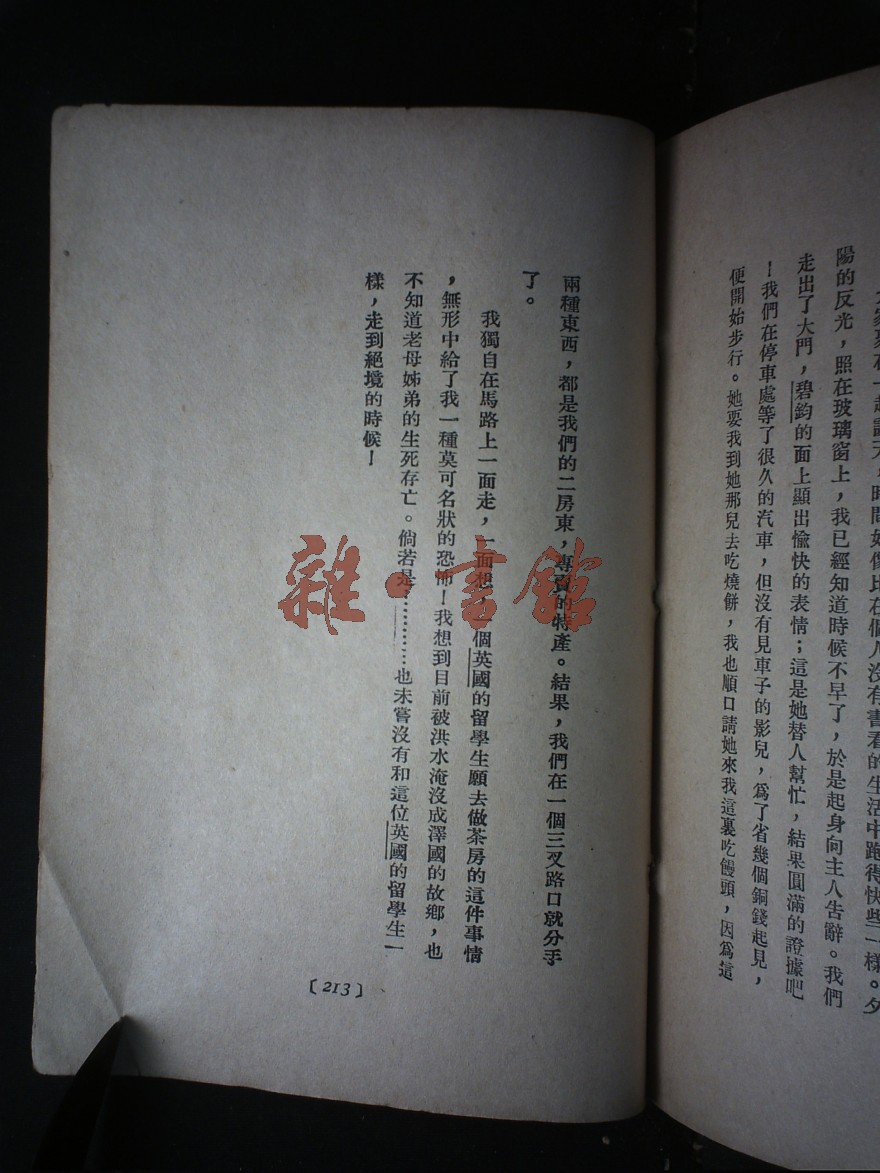 陽的反光，照在玻璃窗上，我已經知道時候不早了，於是起身向主人吿辭。我們
走出了大門，碧鈞的面上顯出愉快的表情；這是她替人幫忙，結果圓滿的證據吧
！我們在停車處等了很久的汽車，但沒有見車子的影兒，爲了省幾個銅錢起見，
便開始步行。她要我到她那兒去吃燒餅，我也順口請她來我這裏吃饅頭，因爲這
兩種東西，都是我們的二房東，專賣的特產。結果，我們在一個三叉路口就分手
了。
我獨自在馬路上一面走，一面想，一個英國的留學生願去做茶房的這件事情
，無形中給了我一種莫可名狀的恐怖！我想到目前被洪水淹沒成澤國的故鄉，也
不知道老母姊弟的生死存亡。倘若是…………也未嘗沒有和這位英國的留學生一
樣，走到絕境的時候！
〔213〕
雜·書館